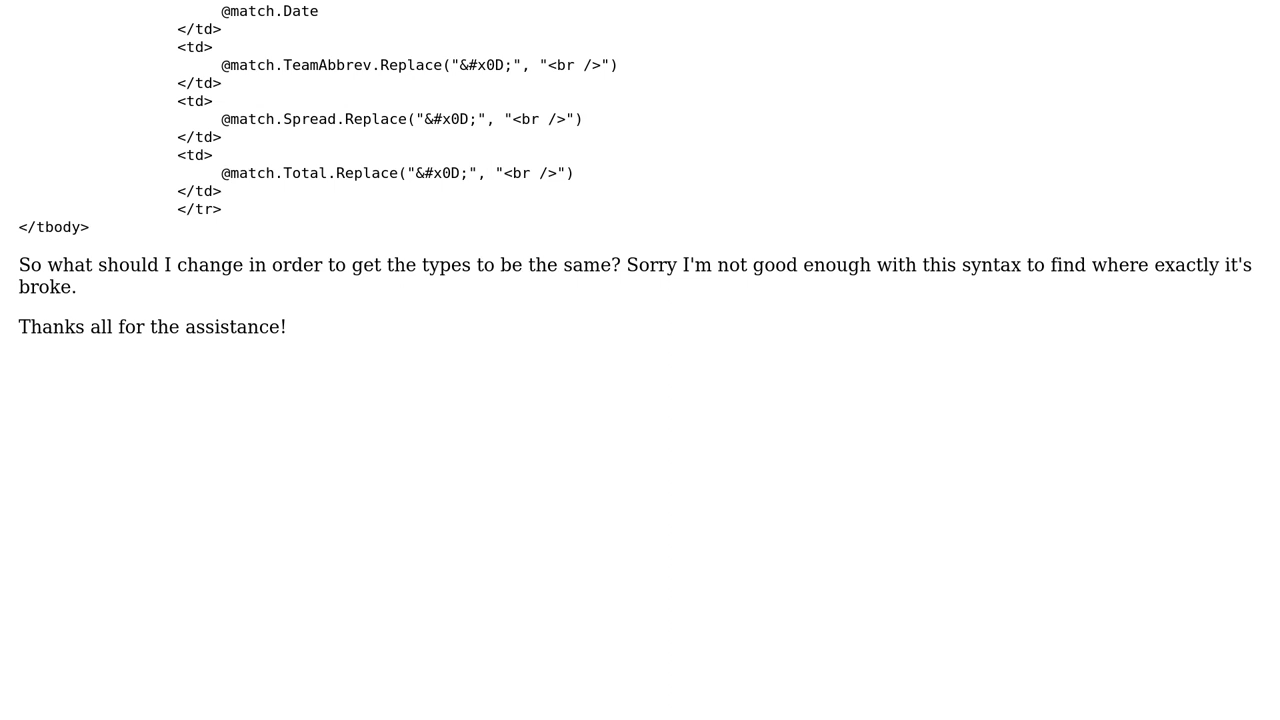 @match.Date
</td>
<td>
@match.TeamAbbrev.Replace("&#x0D;", "<br />")
</td>
<td>
@match.Spread.Replace("&#x0D;", "<br />")
</td>
<td>
@match.Total.Replace("&#x0D;", "<br />")
</td>
</tr>
</tbody>
So what should I change in order to get the types to be the same? Sorry I'm not good enough with this syntax to find where exactly it's
broke.
Thanks all for the assistance!